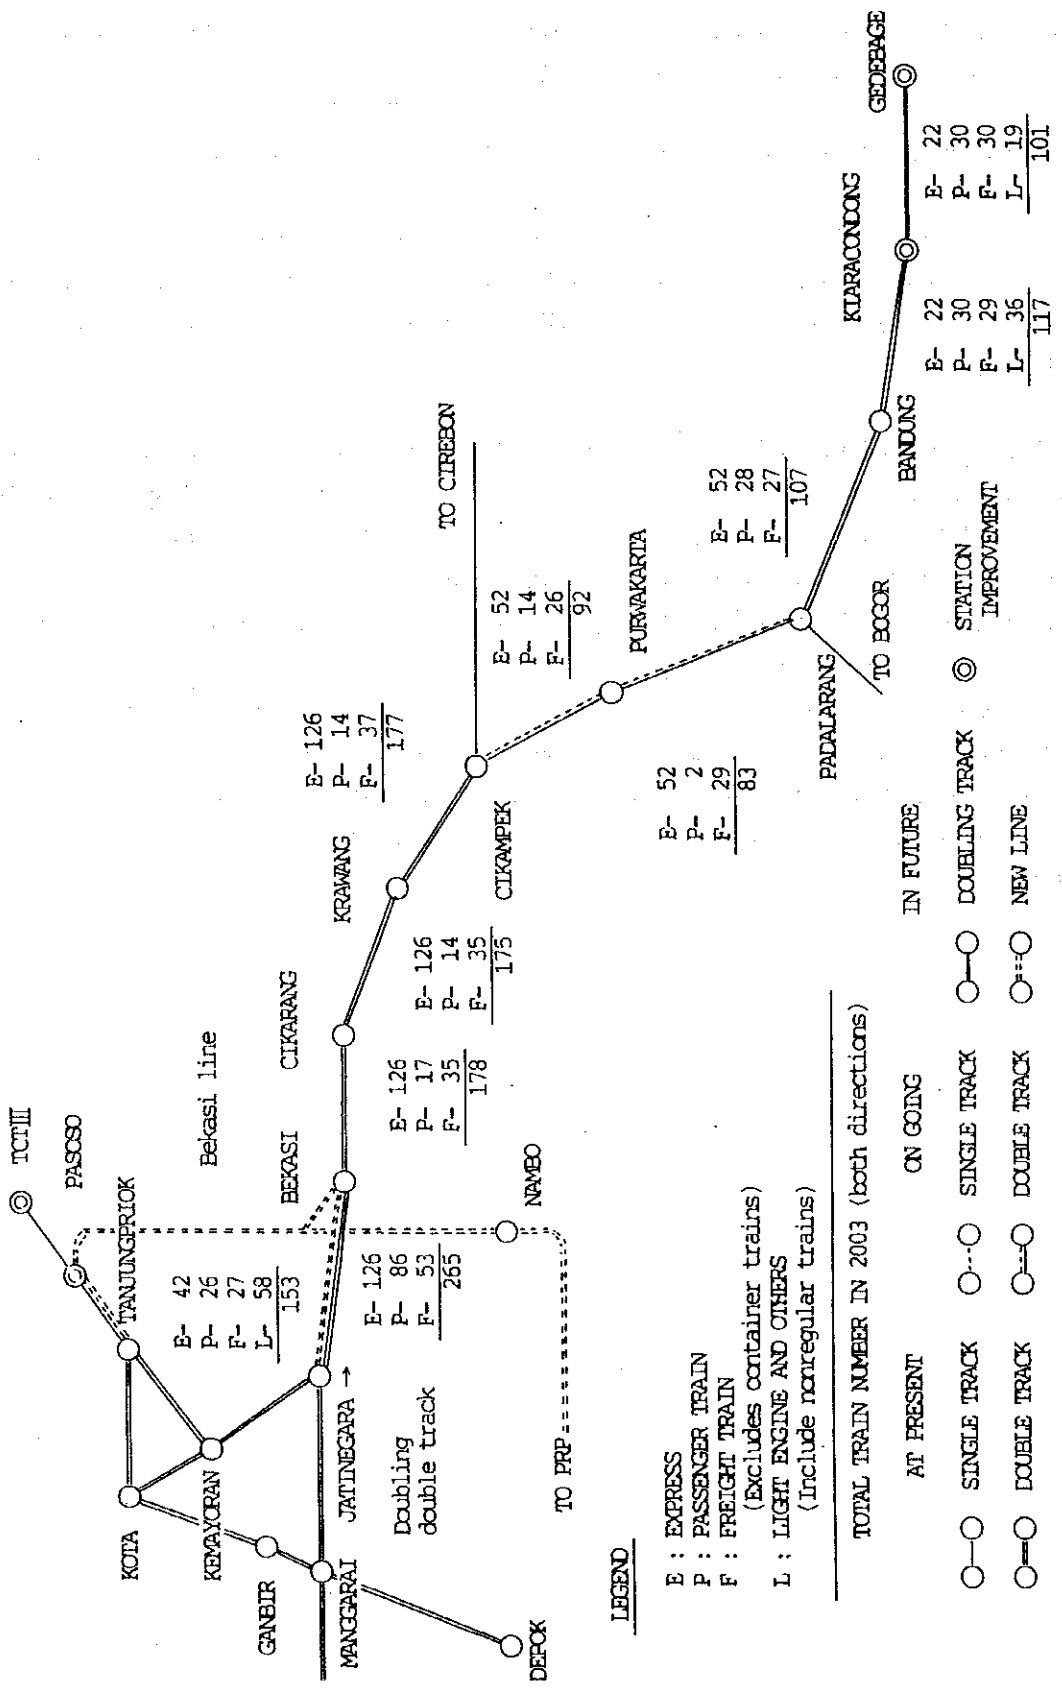 TCTIII
PASOSO
TANJUNGPRIOK
Bekasi line
KOTA
KEMAYORAN
GANBIR
MANGGARAI
JATINEGARA →
DEPOK
Doubling
double track
E- 42
P- 26
F- 27
L- 58
153
E- 126
P- 86
F- 53
265
BEKASI
CIKARANG
NAMBO
TO PRP
E- 126
P- 17
F- 35
178
KRAWANG
E- 126
P- 14
F- 35
175
CIKAMPEK
E- 126
P- 14
F- 37
177
TO CIREBON
E- 52
P- 14
F- 26
92
PURWAKARTA
E- 52
P- 2
F- 29
83
PADALARANG
TO BOGOR
E- 52
P- 28
F- 27
107
BANDUNG
KIARACONDONG
E- 22
P- 30
F- 29
L- 36
117
GEDEBAGE
E- 22
P- 30
F- 30
L- 19
101
LEGEND
E : EXPRESS
P : PASSENGER TRAIN
F : FREIGHT TRAIN
(Excludes container trains)
L : LIGHT ENGINE AND OTHERS
(Include nonregular trains)
TOTAL TRAIN NUMBER IN 2003 (both directions)
AT PRESENT ON GOING IN FUTURE
SINGLE TRACK SINGLE TRACK DOUBLING TRACK STATION
IMPROVEMENT
DOUBLE TRACK DOUBLE TRACK NEW LINE